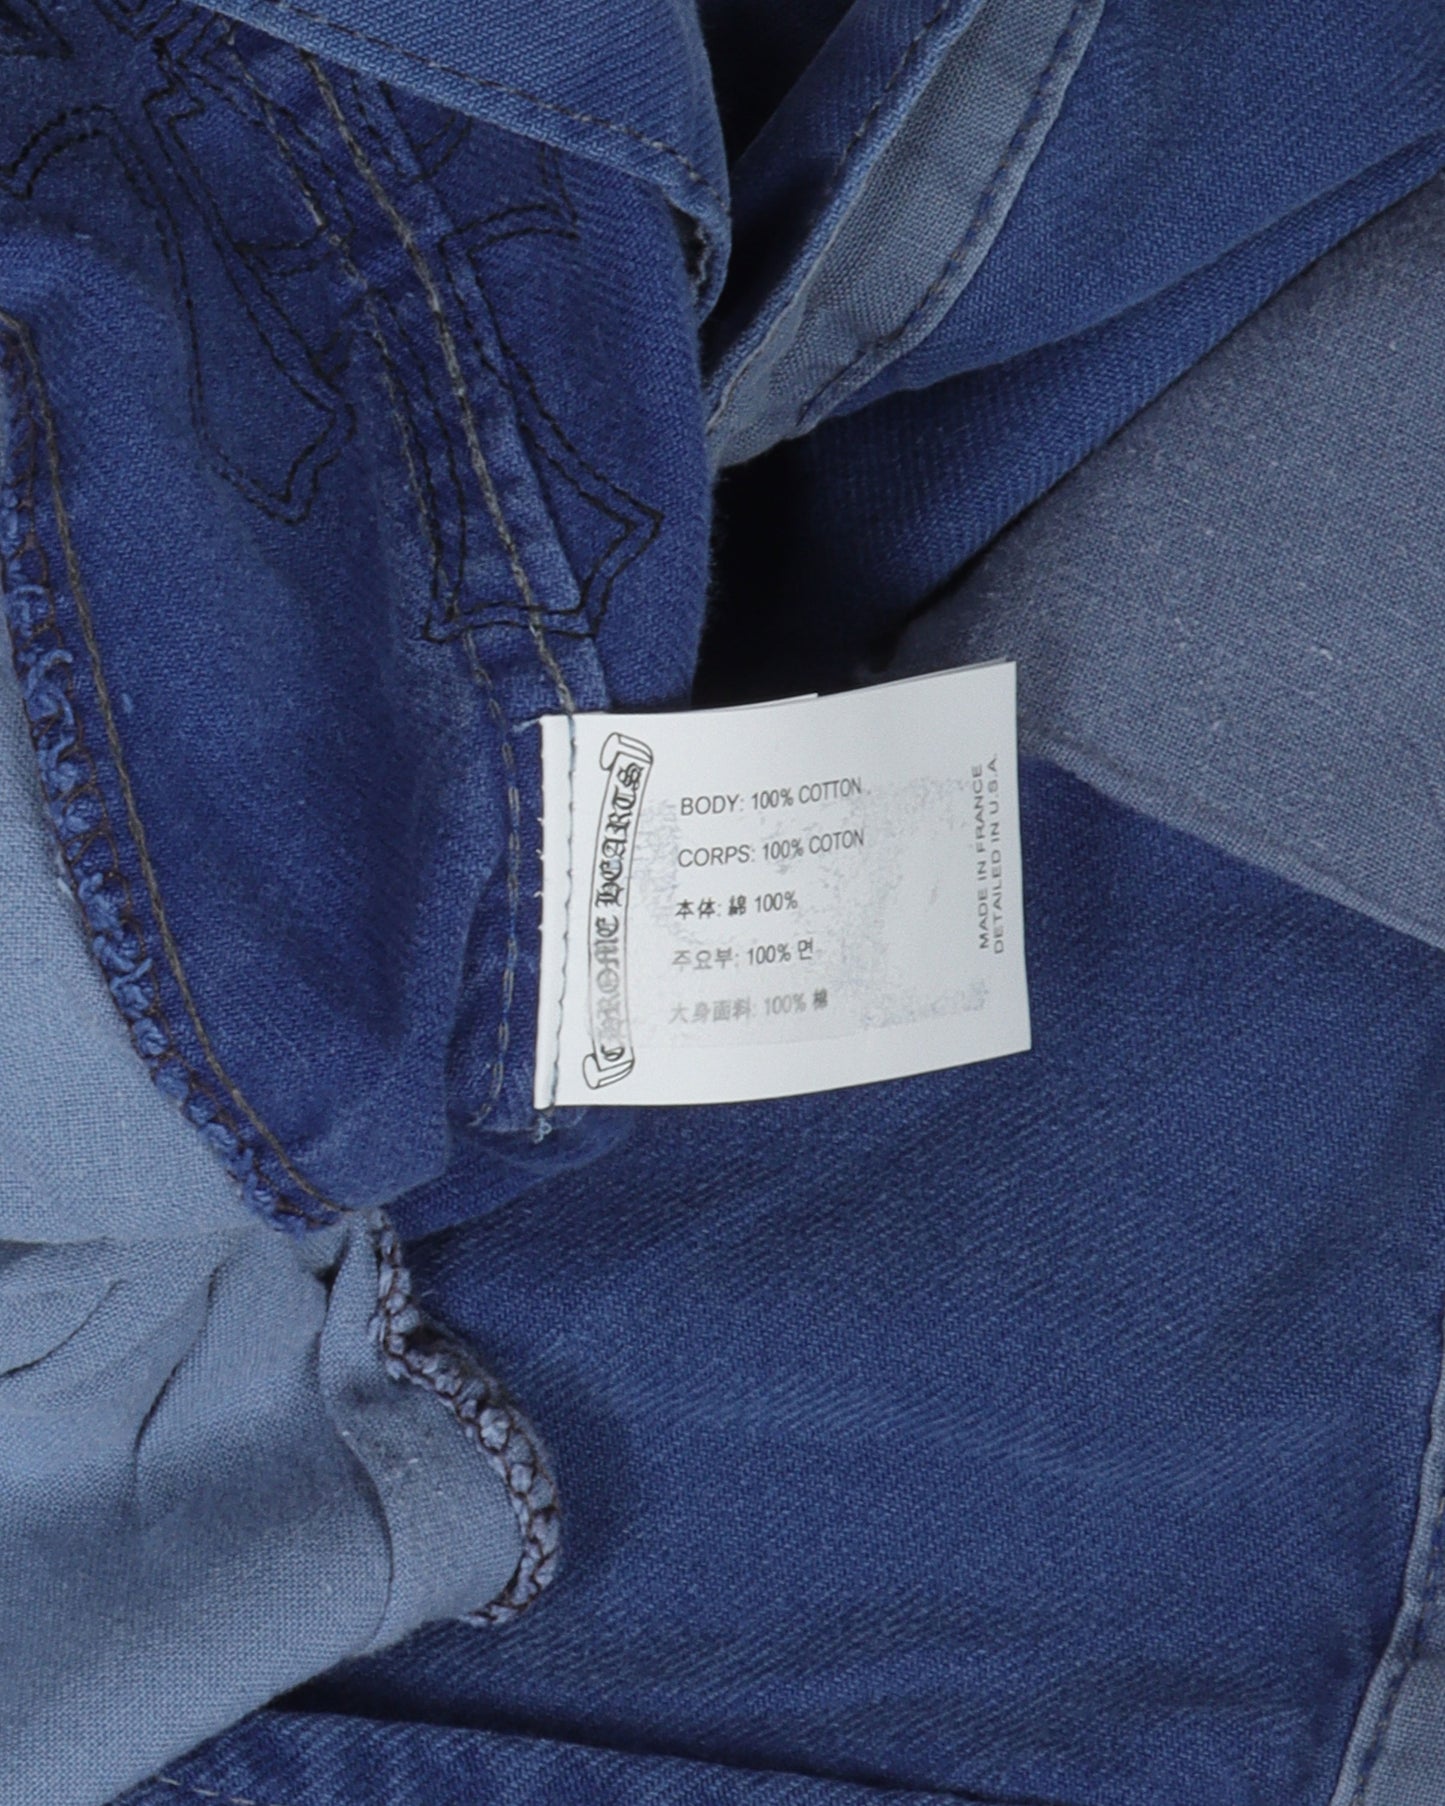 CHROME HEARTS
BODY: 100% COTTON
CORPS: 100% COTON
本体: 綿 100%
주요부: 100% 면
大身面料: 100% 棉
MADE IN FRANCE
DETAILED IN U.S.A.